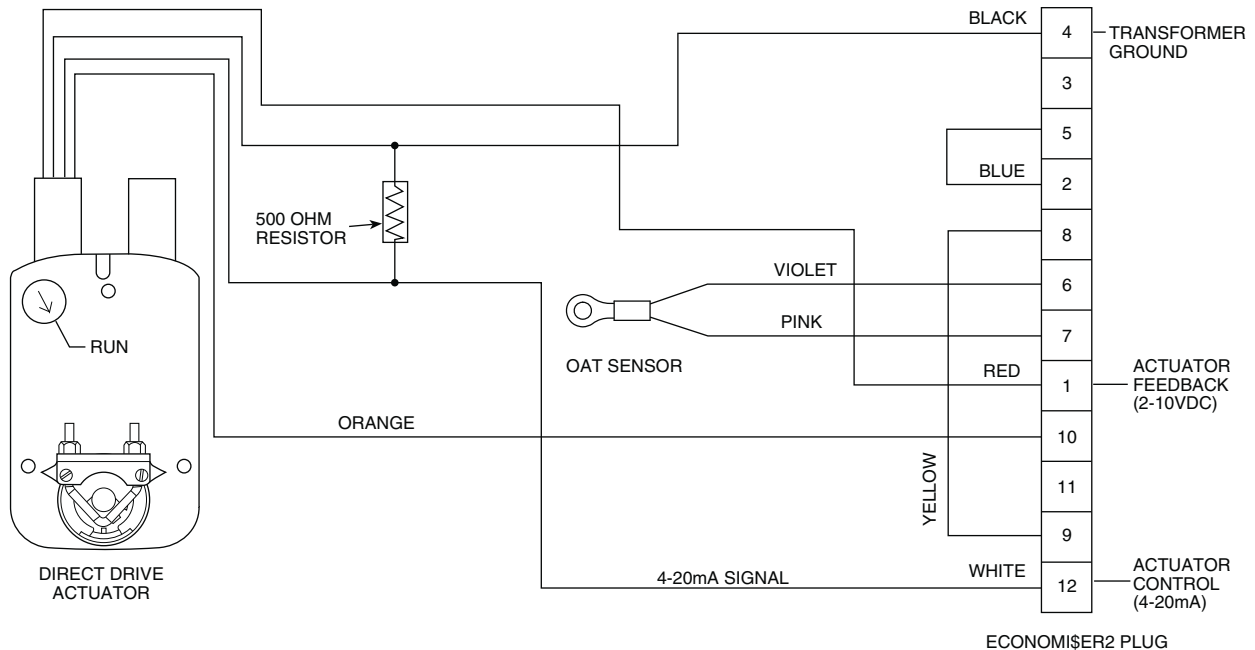 BLACK
4
TRANSFORMER
GROUND
3
5
BLUE
2
500 OHM
RESISTOR
8
VIOLET
6
RUN
PINK
7
OAT SENSOR
RED
1
ACTUATOR
FEEDBACK
(2-10VDC)
ORANGE
10
YELLOW
11
9
DIRECT DRIVE
ACTUATOR
4-20mA SIGNAL
WHITE
12
ACTUATOR
CONTROL
(4-20mA)
ECONOMI$ER2 PLUG